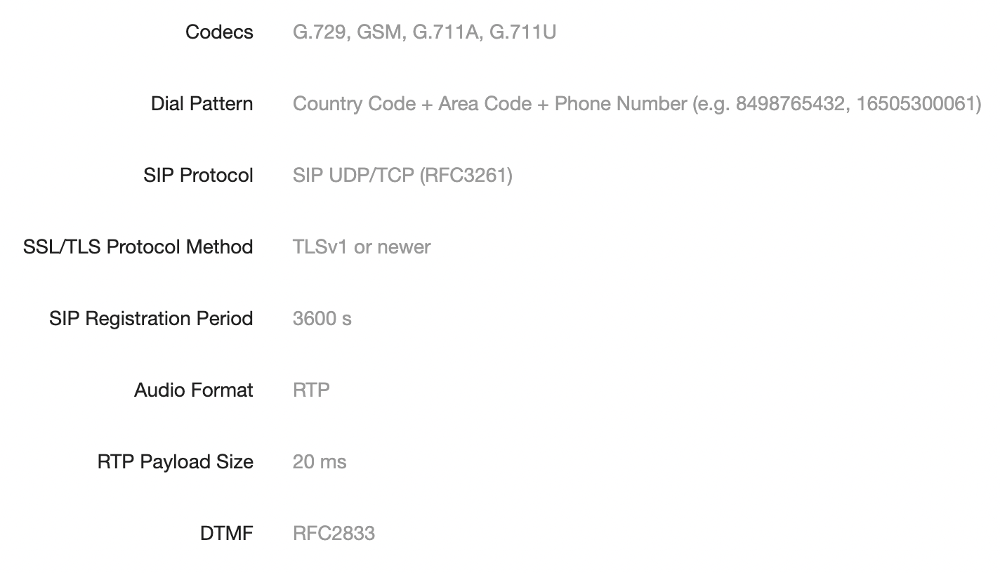 Codecs G.729, GSM, G.711A, G.711U
Dial Pattern Country Code + Area Code + Phone Number (e.g. 8498765432, 16505300061)
SIP Protocol SIP UDP/TCP (RFC3261)
SSL/TLS Protocol Method TLSv1 or newer
SIP Registration Period 3600 s
Audio Format RTP
RTP Payload Size 20 ms
DTMF RFC2833